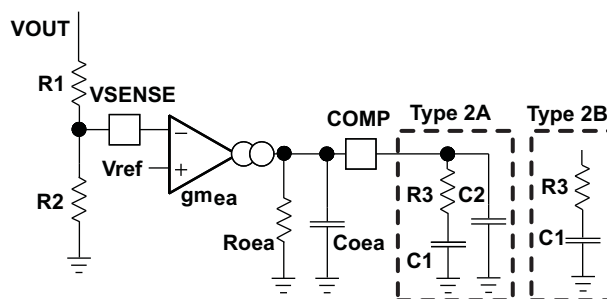 VOUT
R1
VSENSE
COMP
Type 2A
Type 2B
Vref
gmea
R2
Roea
Coea
R3
C2
C1
R3
C1